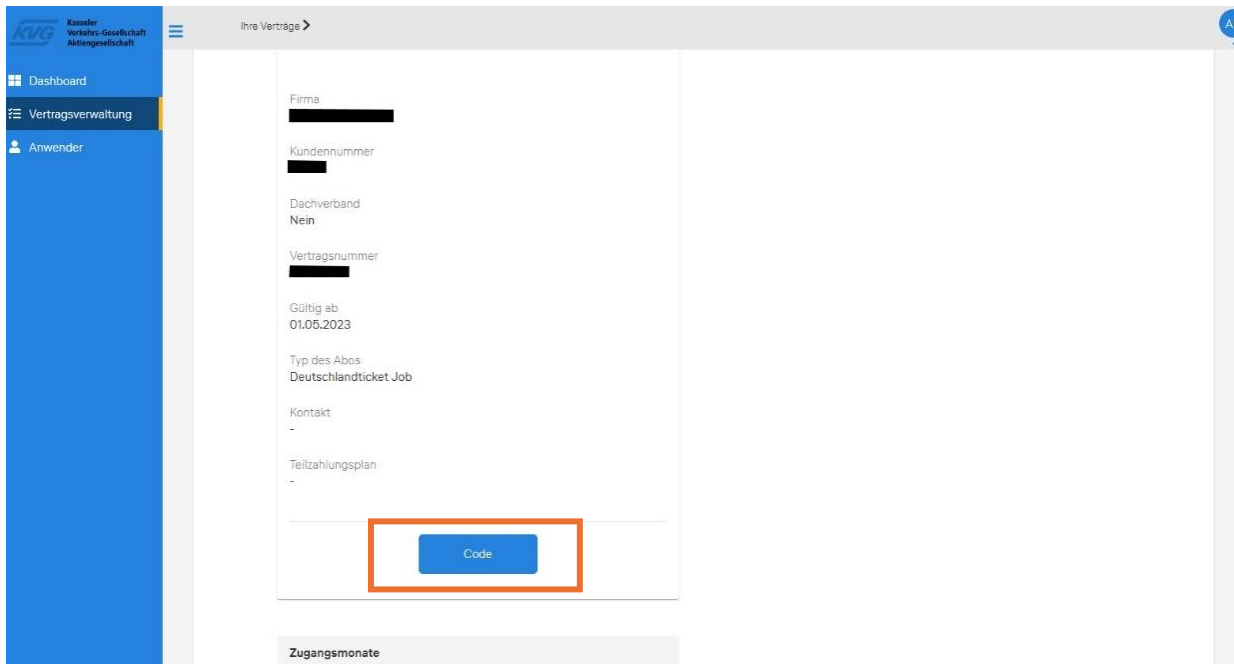 KVG
Kasseler
Verkehrs-Gesellschaft
Aktiengesellschaft
Ihre Verträge
A
Dashboard
Vertragsverwaltung
Anwender
Firma
Kundennummer
Dachverband
Nein
Vertragsnummer
Gültig ab
01.05.2023
Typ des Abos
Deutschlandticket Job
Kontakt
-
Teilzahlungsplan
-
Code
Zugangsmonate